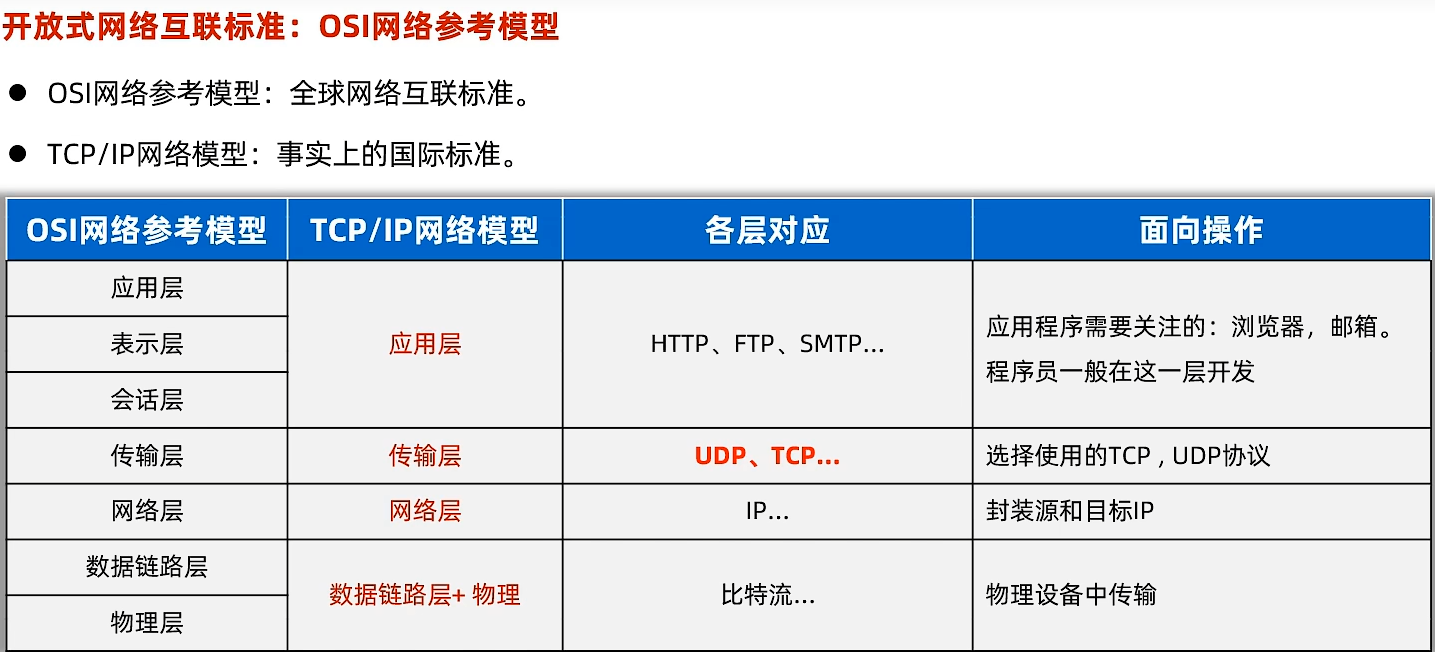 开放式网络互联标准：OSI网络参考模型
● OSI网络参考模型：全球网络互联标准。
● TCP/IP网络模型：事实上的国际标准。
OSI网络参考模型 TCP/IP网络模型 各层对应 面向操作
应用层
表示层
会话层
应用层
HTTP、FTP、SMTP…
应用程序需要关注的：浏览器，邮箱。
程序员一般在这一层开发
传输层 传输层 UDP、TCP… 选择使用的TCP , UDP协议
网络层 网络层 IP… 封装源和目标IP
数据链路层
物理层
数据链路层+ 物理
比特流…
物理设备中传输